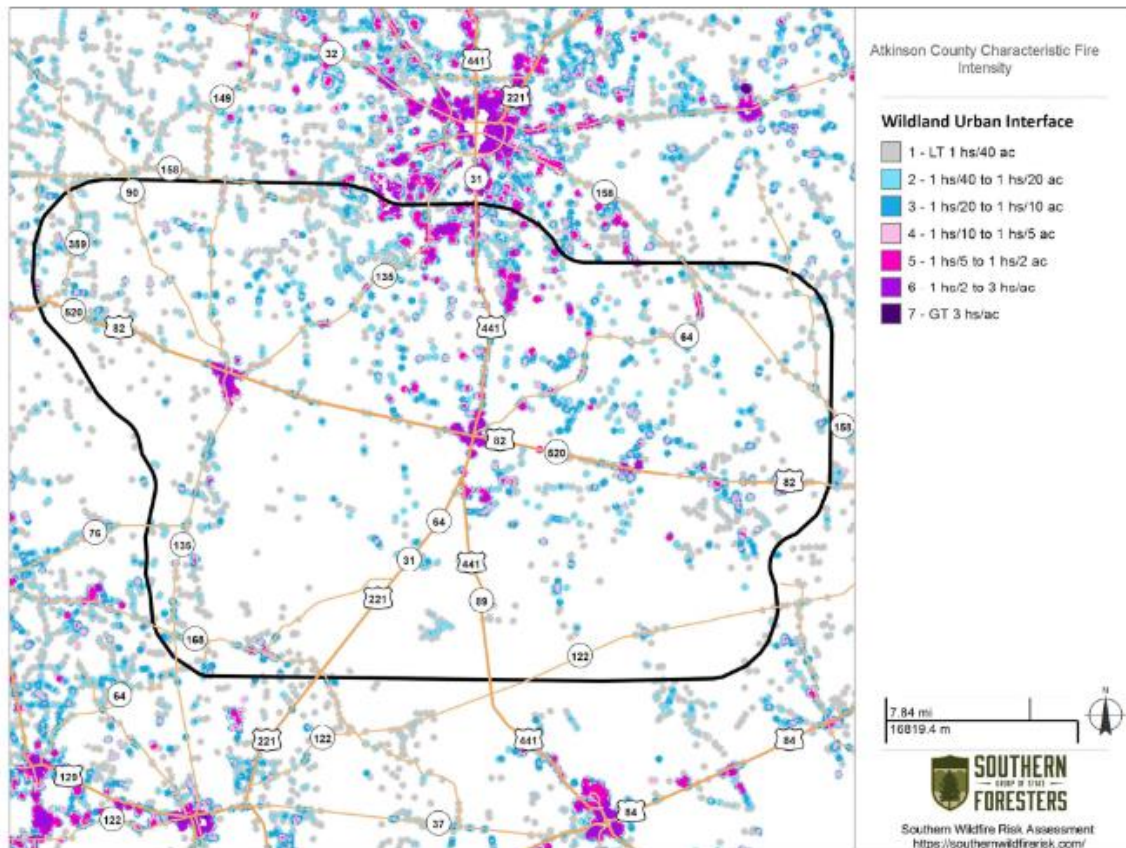 32
441
221
149
158
90
31
158
359
135
520
82
441
64
82
520
158
82
76
64
135
31
441
221
89
168
122
64
122
221
441
84
129
122
37
84
Atkinson County Characteristic Fire
Intensity
Wildland Urban Interface
1 - LT 1 hs/40 ac
2 - 1 hs/40 to 1 hs/20 ac
3 - 1 hs/20 to 1 hs/10 ac
4 - 1 hs/10 to 1 hs/5 ac
5 - 1 hs/5 to 1 hs/2 ac
6 1 hs/2 to 3 hs/ac
7 - GT 3 hs/ac
7.84 mi
16819.4 m
N
SOUTHERN
GROUP OF STATE
FORESTERS
Southern Wildfire Risk Assessment
https://southernwildfirerisk.com/